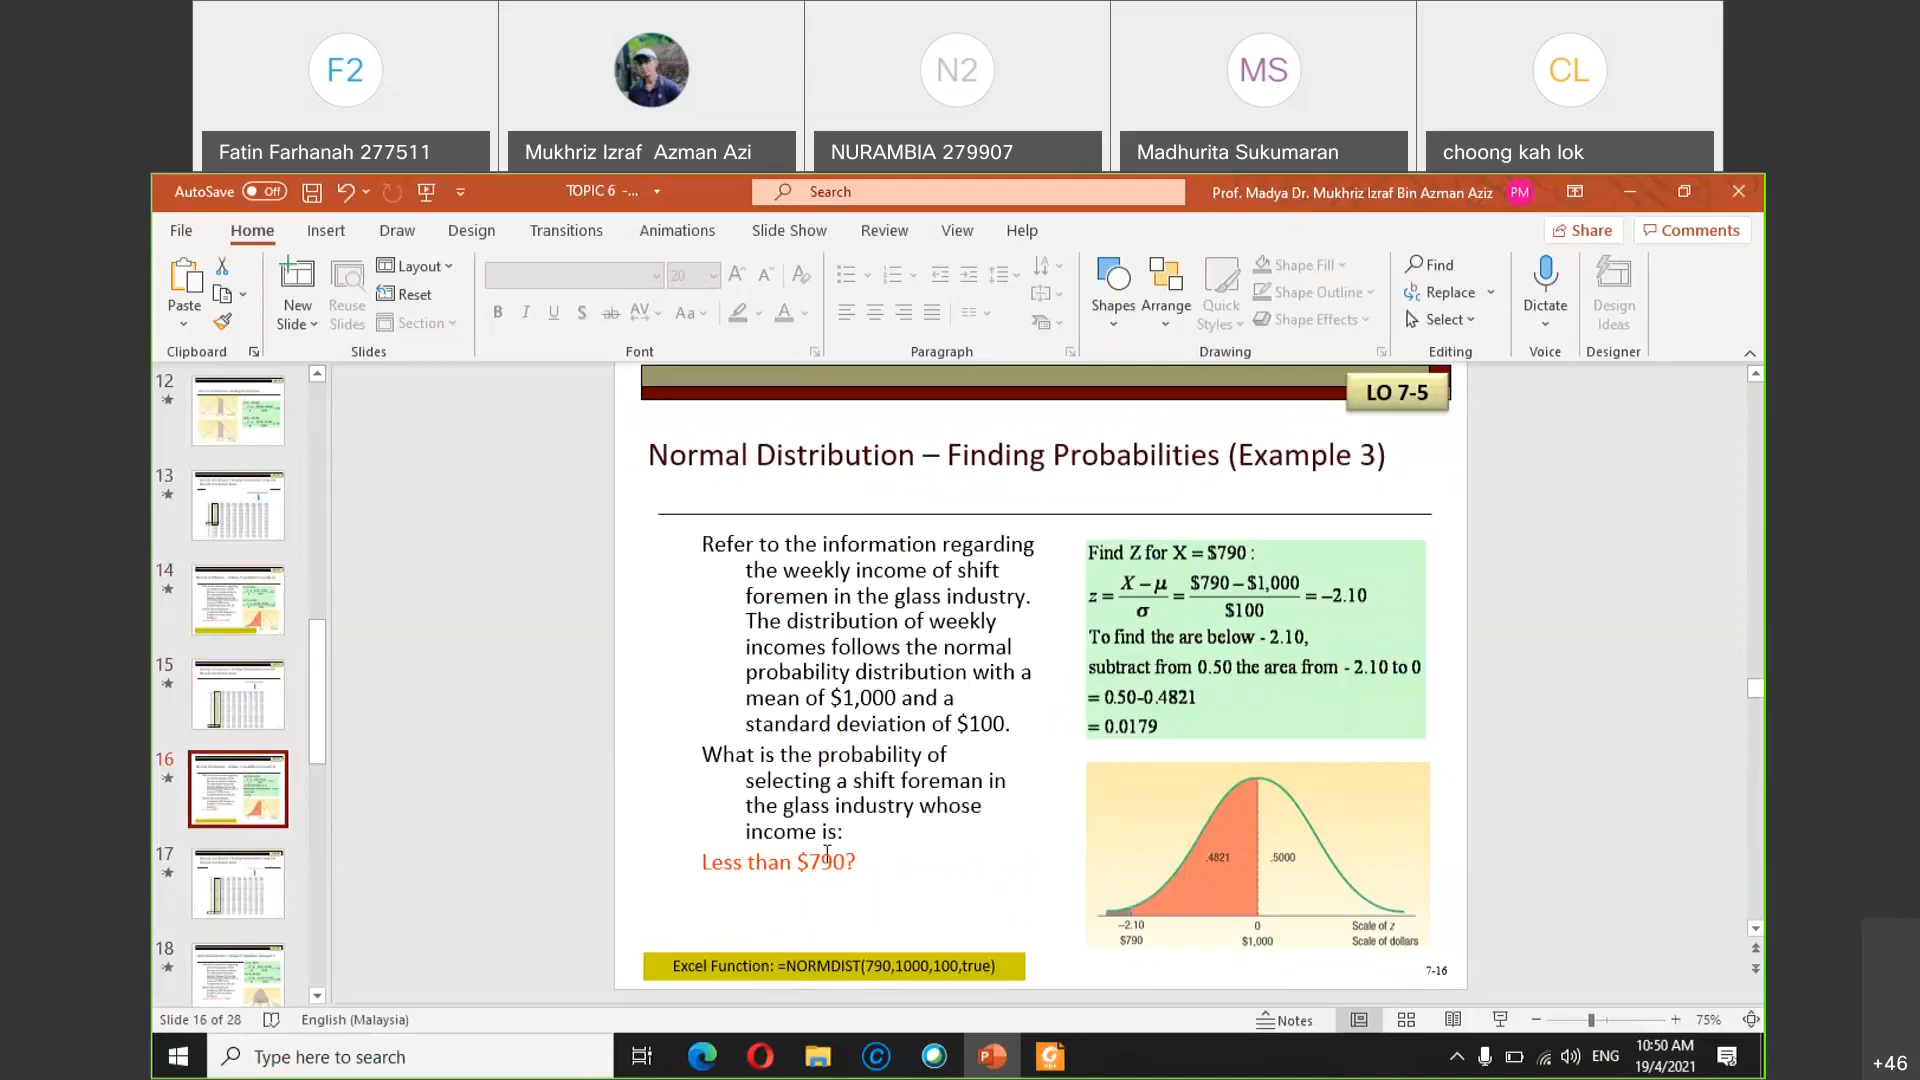 F2
N2
MS
CL
Fatin Farhanah 277511
Mukhriz Izraf Azman Azi
NURAMBIA 279907
Madhurita Sukumaran
choong kah lok
AutoSave Off
TOPIC 6 -...
Search
Prof. Madya Dr. Mukhriz Izraf Bin Azman Aziz PM
File Home Insert Draw Design Transitions Animations Slide Show Review View Help
Share
Comments
Paste
New Slide
Reuse Slides
Layout
Reset
Section
20
B I U S ab AV Aa A
Shapes
Arrange
Quick Styles
Shape Fill
Shape Outline
Shape Effects
Find
Replace
Select
Dictate
Design Ideas
Clipboard
Slides
Font
Paragraph
Drawing
Editing
Voice
Designer
12
13
14
15
16
17
18
LO 7-5
Normal Distribution – Finding Probabilities (Example 3)
Refer to the information regarding
the weekly income of shift
foremen in the glass industry.
The distribution of weekly
incomes follows the normal
probability distribution with a
mean of $1,000 and a
standard deviation of $100.
What is the probability of
selecting a shift foreman in
the glass industry whose
income is:
Less than $790?
Find Z for X = $790 :
z = X − μ / σ = $790 − $1,000 / $100 = −2.10
To find the are below - 2.10,
subtract from 0.50 the area from - 2.10 to 0
= 0.50-0.4821
= 0.0179
.4821
.5000
−2.10 0 Scale of z
$790 $1,000 Scale of dollars
Excel Function: =NORMDIST(790,1000,100,true)
7-16
Slide 16 of 28
English (Malaysia)
Notes
75%
Type here to search
ENG
10:50 AM
19/4/2021
+46